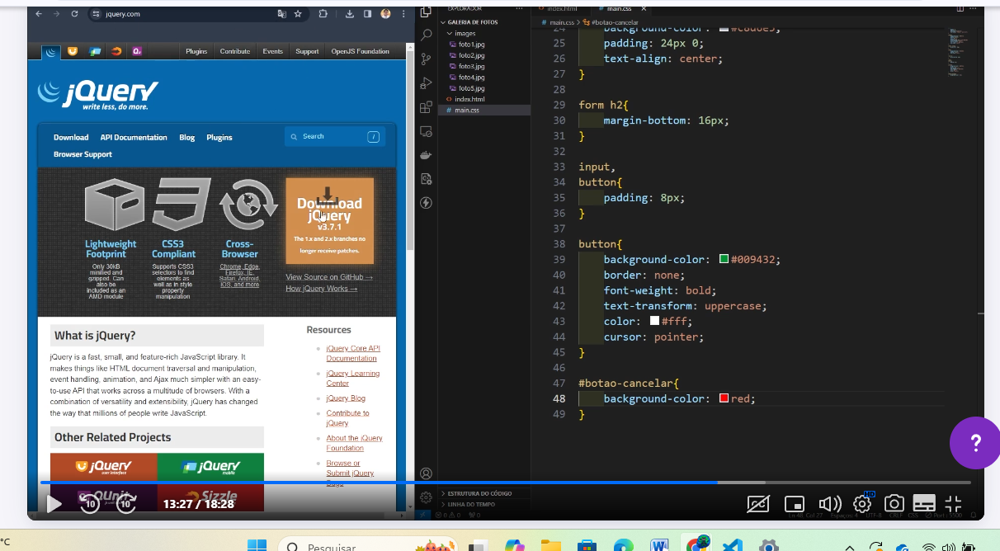 jquery.com
Plugins Contribute Events Support OpenJS Foundation
jQuery
write less, do more.
Download API Documentation Blog Plugins
Browser Support
Search /
Lightweight Footprint
Only 30kB minified and gzipped. Can also be included as an AMD module
CSS3 Compliant
Supports CSS3 selectors to find elements as well as in style property manipulation
Cross-Browser
Chrome, Edge, Firefox, IE, Safari, Android, iOS, and more
Download jQuery
v3.7.1
The 1.x and 2.x branches no longer receive patches.
View Source on GitHub →
How jQuery Works →
What is jQuery?
jQuery is a fast, small, and feature-rich JavaScript library. It
makes things like HTML document traversal and manipulation,
event handling, animation, and Ajax much simpler with an easy-
to-use API that works across a multitude of browsers. With a
combination of versatility and extensibility, jQuery has changed
the way that millions of people write JavaScript.
Resources
jQuery Core API
Documentation
jQuery Learning
Center
jQuery Blog
Contribute to
jQuery
About the jQuery
Foundation
Browse or
Submit jQuery
Other Related Projects
jQuery user interface
jQuery mobile
QUnit
Sizzle
EXPLORADOR
GALERIA DE FOTOS
images
foto1.jpg
foto2.jpg
foto3.jpg
foto4.jpg
foto5.jpg
index.html
main.css
ESTRUTURA DO CÓDIGO
LINHA DO TEMPO
index.html main.css
main.css > #botao-cancelar
24 background-color: #c8d6e5;
25 padding: 24px 0;
26 text-align: center;
27 }
28
29 form h2{
30 margin-bottom: 16px;
31 }
32
33 input,
34 button{
35 padding: 8px;
36 }
37
38 button{
39 background-color: #009432;
40 border: none;
41 font-weight: bold;
42 text-transform: uppercase;
43 color: #fff;
44 cursor: pointer;
45 }
46
47 #botao-cancelar{
48 background-color: red;
49 }
?
10 10 13:27 / 18:28
HD
°C
Pesquisar